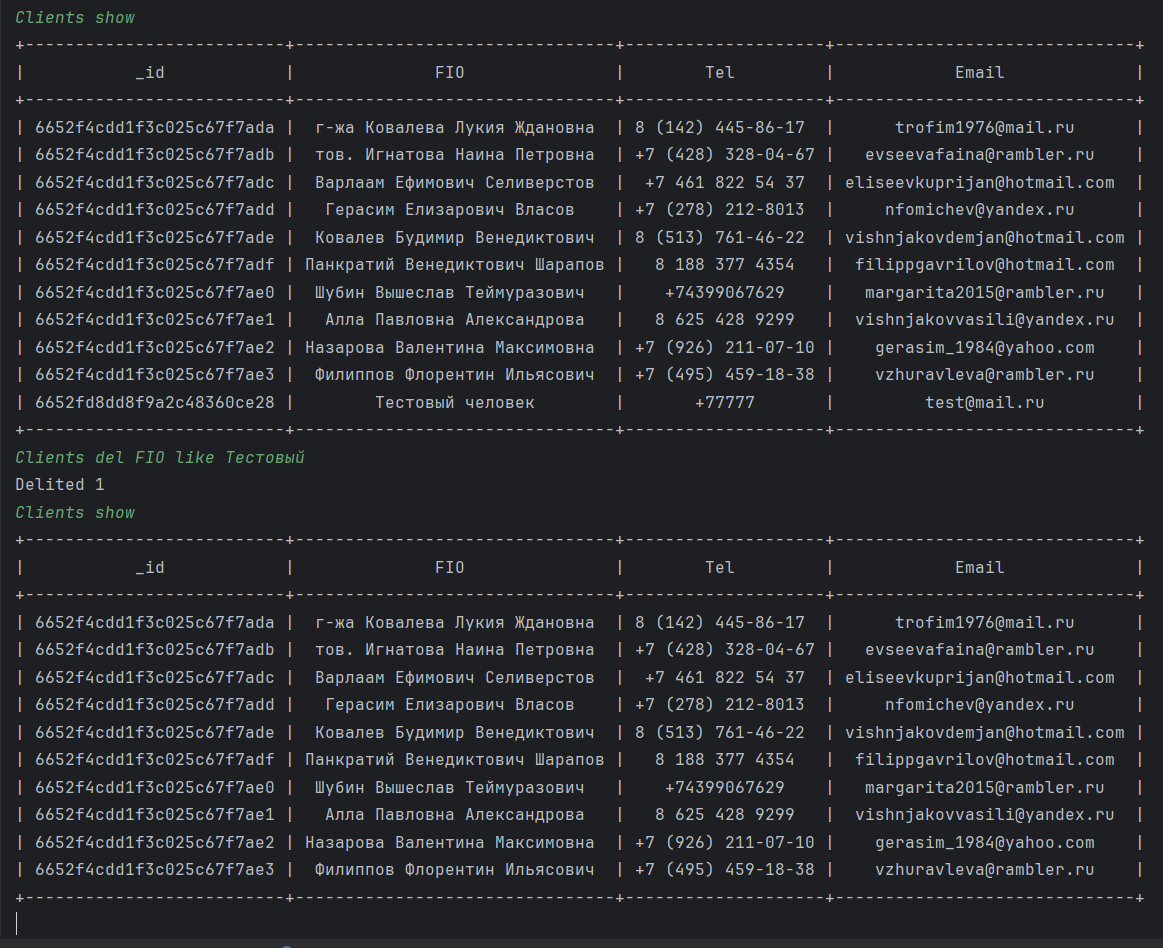 Clients show
+--------------------------+--------------------------------+--------------------+------------------------------+
| _id | FIO | Tel | Email |
+--------------------------+--------------------------------+--------------------+------------------------------+
| 6652f4cdd1f3c025c67f7ada | г-жа Ковалева Лукия Ждановна | 8 (142) 445-86-17 | trofim1976@mail.ru |
| 6652f4cdd1f3c025c67f7adb | тов. Игнатова Наина Петровна | +7 (428) 328-04-67 | evseevafaina@rambler.ru |
| 6652f4cdd1f3c025c67f7adc | Варлаам Ефимович Селиверстов | +7 461 822 54 37 | eliseevkuprijan@hotmail.com |
| 6652f4cdd1f3c025c67f7add | Герасим Елизарович Власов | +7 (278) 212-8013 | nfomichev@yandex.ru |
| 6652f4cdd1f3c025c67f7ade | Ковалев Будимир Венедиктович | 8 (513) 761-46-22 | vishnjakovdemjan@hotmail.com |
| 6652f4cdd1f3c025c67f7adf | Панкратий Венедиктович Шарапов | 8 188 377 4354 | filippgavrilov@hotmail.com |
| 6652f4cdd1f3c025c67f7ae0 | Шубин Вышеслав Теймуразович | +74399067629 | margarita2015@rambler.ru |
| 6652f4cdd1f3c025c67f7ae1 | Алла Павловна Александрова | 8 625 428 9299 | vishnjakovvasili@yandex.ru |
| 6652f4cdd1f3c025c67f7ae2 | Назарова Валентина Максимовна | +7 (926) 211-07-10 | gerasim_1984@yahoo.com |
| 6652f4cdd1f3c025c67f7ae3 | Филиппов Флорентин Ильясович | +7 (495) 459-18-38 | vzhuravleva@rambler.ru |
| 6652fd8dd8f9a2c48360ce28 | Тестовый человек | +77777 | test@mail.ru |
+--------------------------+--------------------------------+--------------------+------------------------------+
Clients del FIO like Тестовый
Delited 1
Clients show
+--------------------------+--------------------------------+--------------------+------------------------------+
| _id | FIO | Tel | Email |
+--------------------------+--------------------------------+--------------------+------------------------------+
| 6652f4cdd1f3c025c67f7ada | г-жа Ковалева Лукия Ждановна | 8 (142) 445-86-17 | trofim1976@mail.ru |
| 6652f4cdd1f3c025c67f7adb | тов. Игнатова Наина Петровна | +7 (428) 328-04-67 | evseevafaina@rambler.ru |
| 6652f4cdd1f3c025c67f7adc | Варлаам Ефимович Селиверстов | +7 461 822 54 37 | eliseevkuprijan@hotmail.com |
| 6652f4cdd1f3c025c67f7add | Герасим Елизарович Власов | +7 (278) 212-8013 | nfomichev@yandex.ru |
| 6652f4cdd1f3c025c67f7ade | Ковалев Будимир Венедиктович | 8 (513) 761-46-22 | vishnjakovdemjan@hotmail.com |
| 6652f4cdd1f3c025c67f7adf | Панкратий Венедиктович Шарапов | 8 188 377 4354 | filippgavrilov@hotmail.com |
| 6652f4cdd1f3c025c67f7ae0 | Шубин Вышеслав Теймуразович | +74399067629 | margarita2015@rambler.ru |
| 6652f4cdd1f3c025c67f7ae1 | Алла Павловна Александрова | 8 625 428 9299 | vishnjakovvasili@yandex.ru |
| 6652f4cdd1f3c025c67f7ae2 | Назарова Валентина Максимовна | +7 (926) 211-07-10 | gerasim_1984@yahoo.com |
| 6652f4cdd1f3c025c67f7ae3 | Филиппов Флорентин Ильясович | +7 (495) 459-18-38 | vzhuravleva@rambler.ru |
+--------------------------+--------------------------------+--------------------+------------------------------+